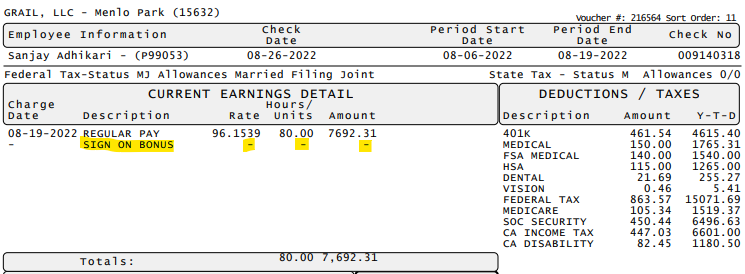 GRAIL, LLC - Menlo Park (15632)
Voucher #: 216564 Sort Order: 11
Employee Information Check Date Period Start Date Period End Date Check No
Sanjay Adhikari - (P99053) 08-26-2022 08-06-2022 08-19-2022 009140318
Federal Tax-Status MJ Allowances Married Filing Joint State Tax - Status M Allowances 0/0
CURRENT EARNINGS DETAIL
Charge Date Description Rate Hours/ Units Amount
08-19-2022 REGULAR PAY 96.1539 80.00 7692.31
- SIGN ON BONUS - - -
Totals: 80.00 7,692.31
DEDUCTIONS / TAXES
Description Amount Y-T-D
401K 461.54 4615.40
MEDICAL 150.00 1765.31
FSA MEDICAL 140.00 1540.00
HSA 115.00 1265.00
DENTAL 21.69 255.27
VISION 0.46 5.41
FEDERAL TAX 863.57 15071.69
MEDICARE 105.34 1519.37
SOC SECURITY 450.44 6496.63
CA INCOME TAX 447.03 6601.00
CA DISABILITY 82.45 1180.50